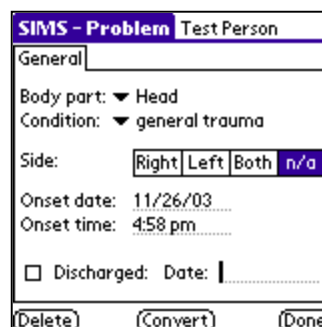 SIMS - Problem Test Person
General
Body part: Head
Condition: general trauma
Side: Right Left Both n/a
Onset date: 11/26/03
Onset time: 4:58 pm
Discharged: Date:
Delete Convert Done